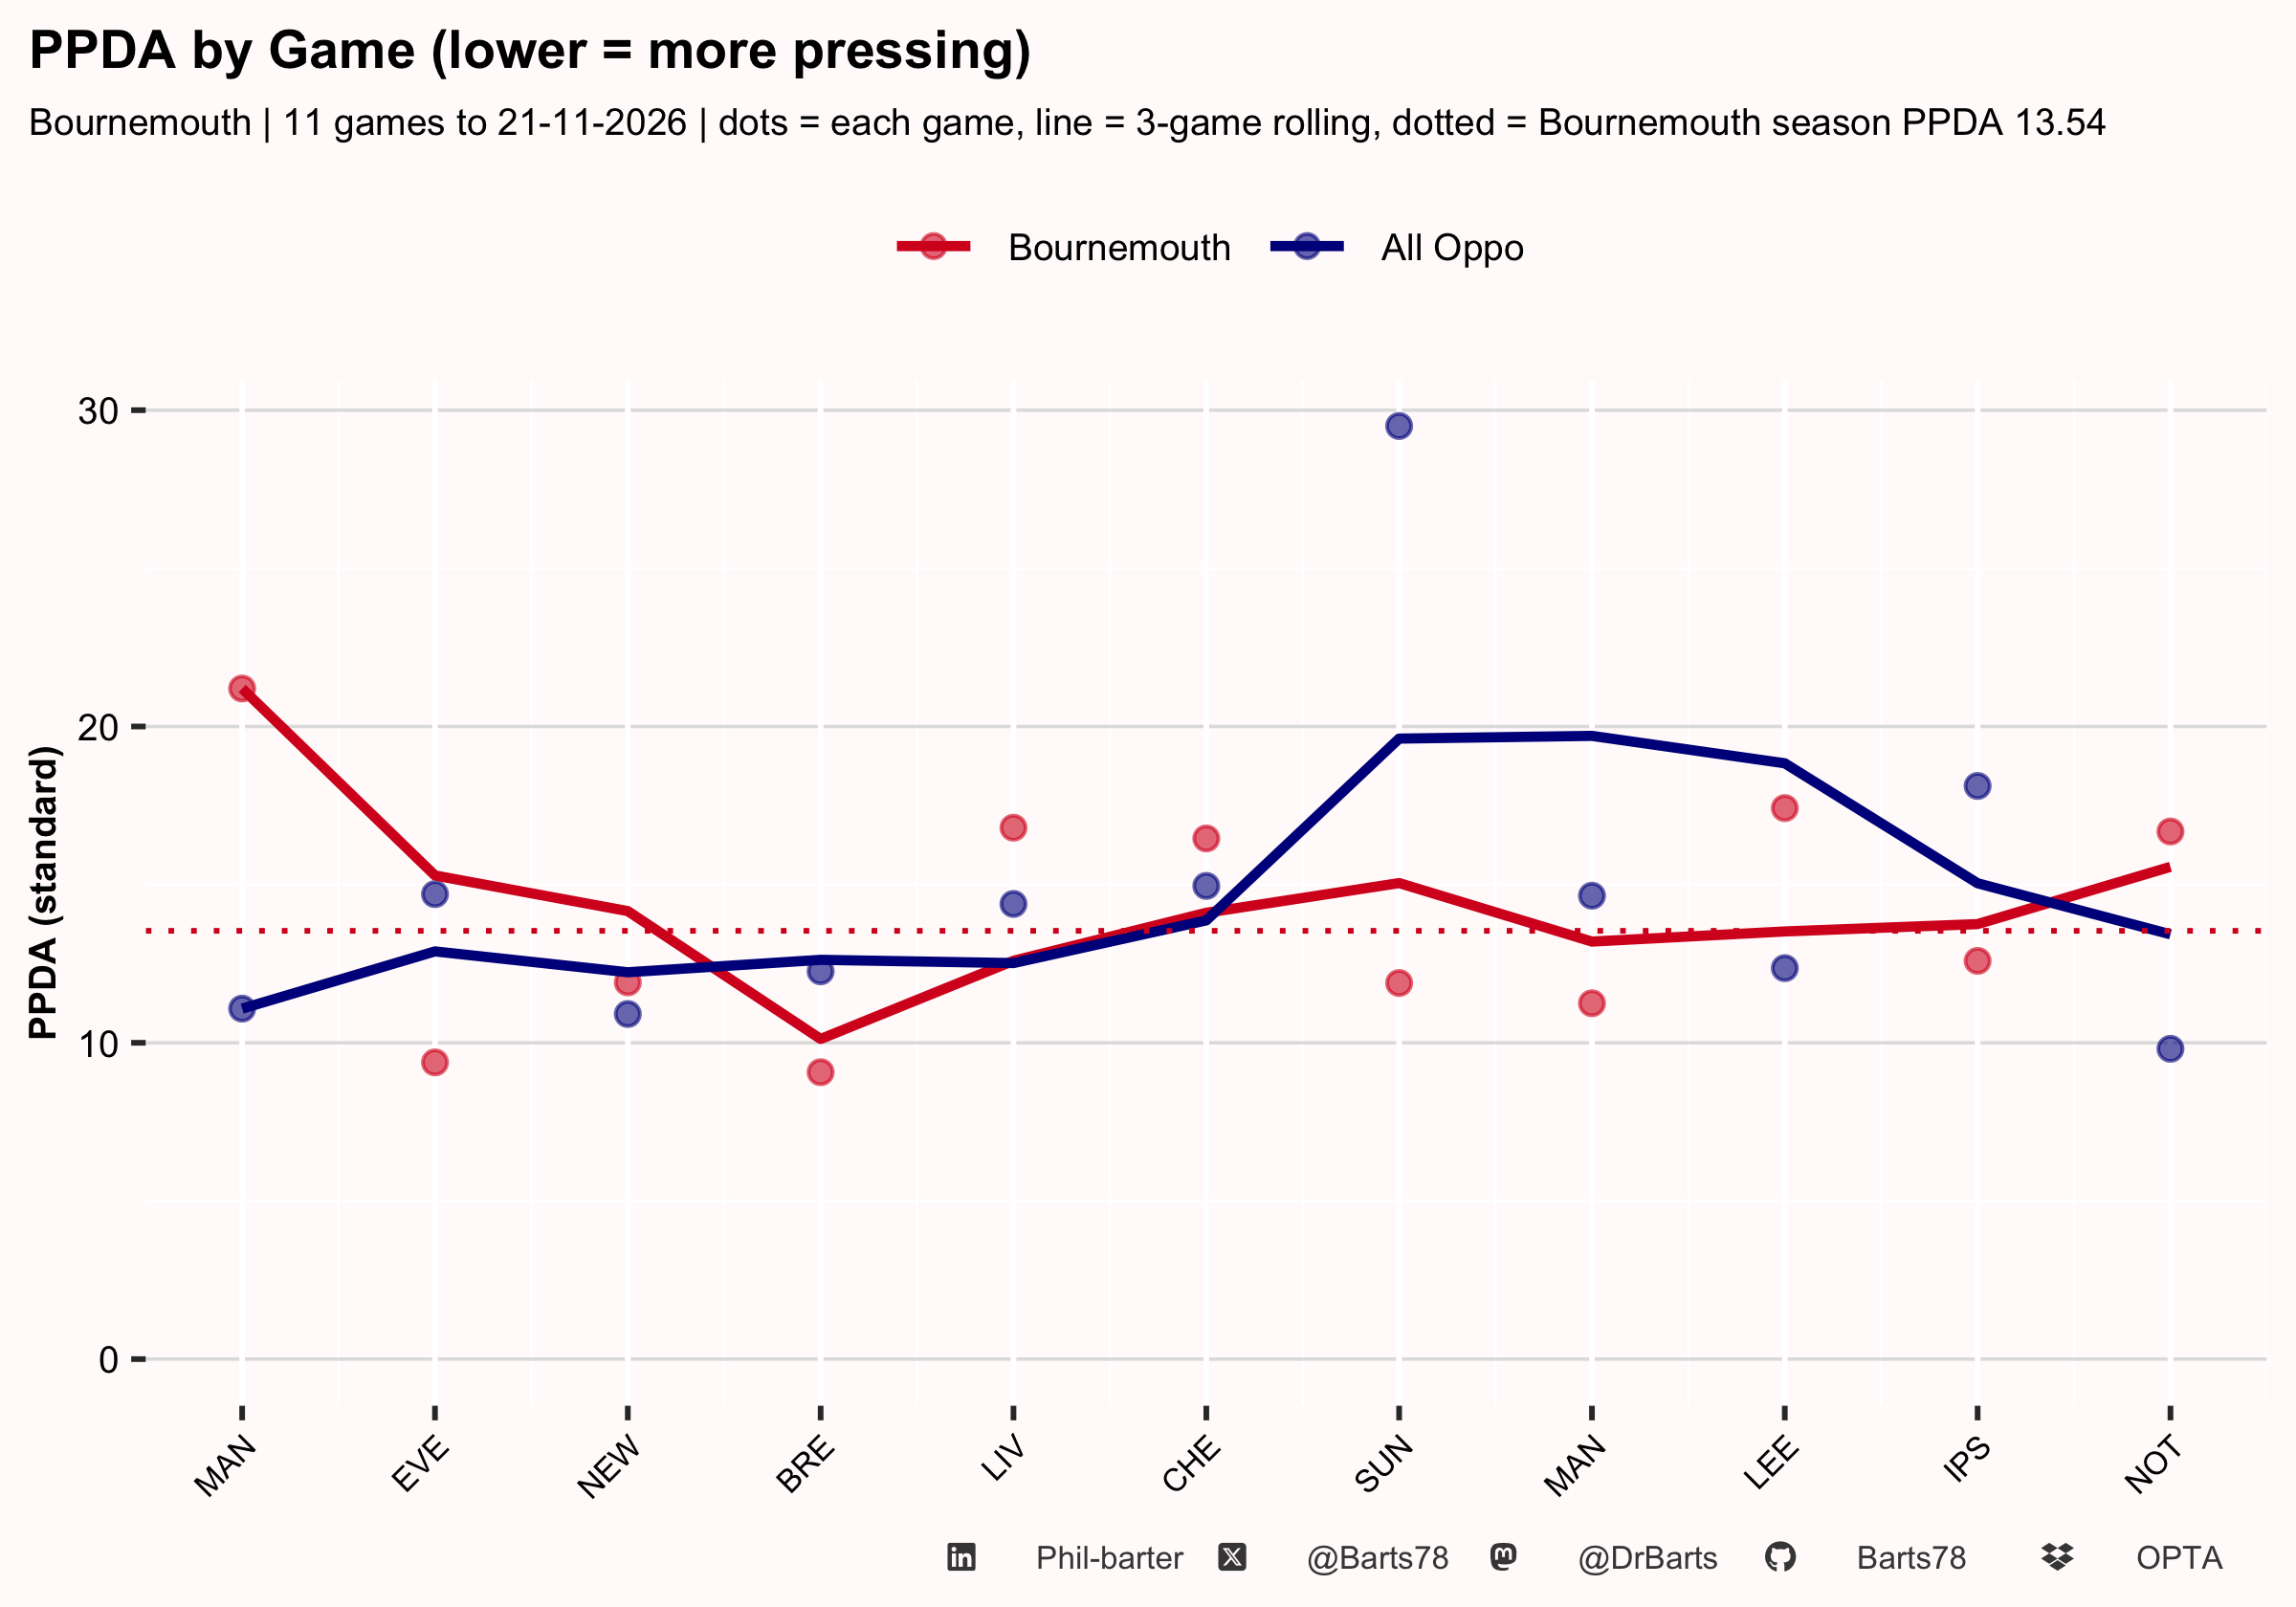 PPDA by Game (lower = more pressing)
Bournemouth | 11 games to 21-11-2026 | dots = each game, line = 3-game rolling, dotted = Bournemouth season PPDA 13.54
Bournemouth All Oppo
PPDA (standard)
30
20
10
0
MAN EVE NEW BRE LIV CHE SUN MAN LEE IPS NOT
Phil-barter @Barts78 @DrBarts Barts78 OPTA